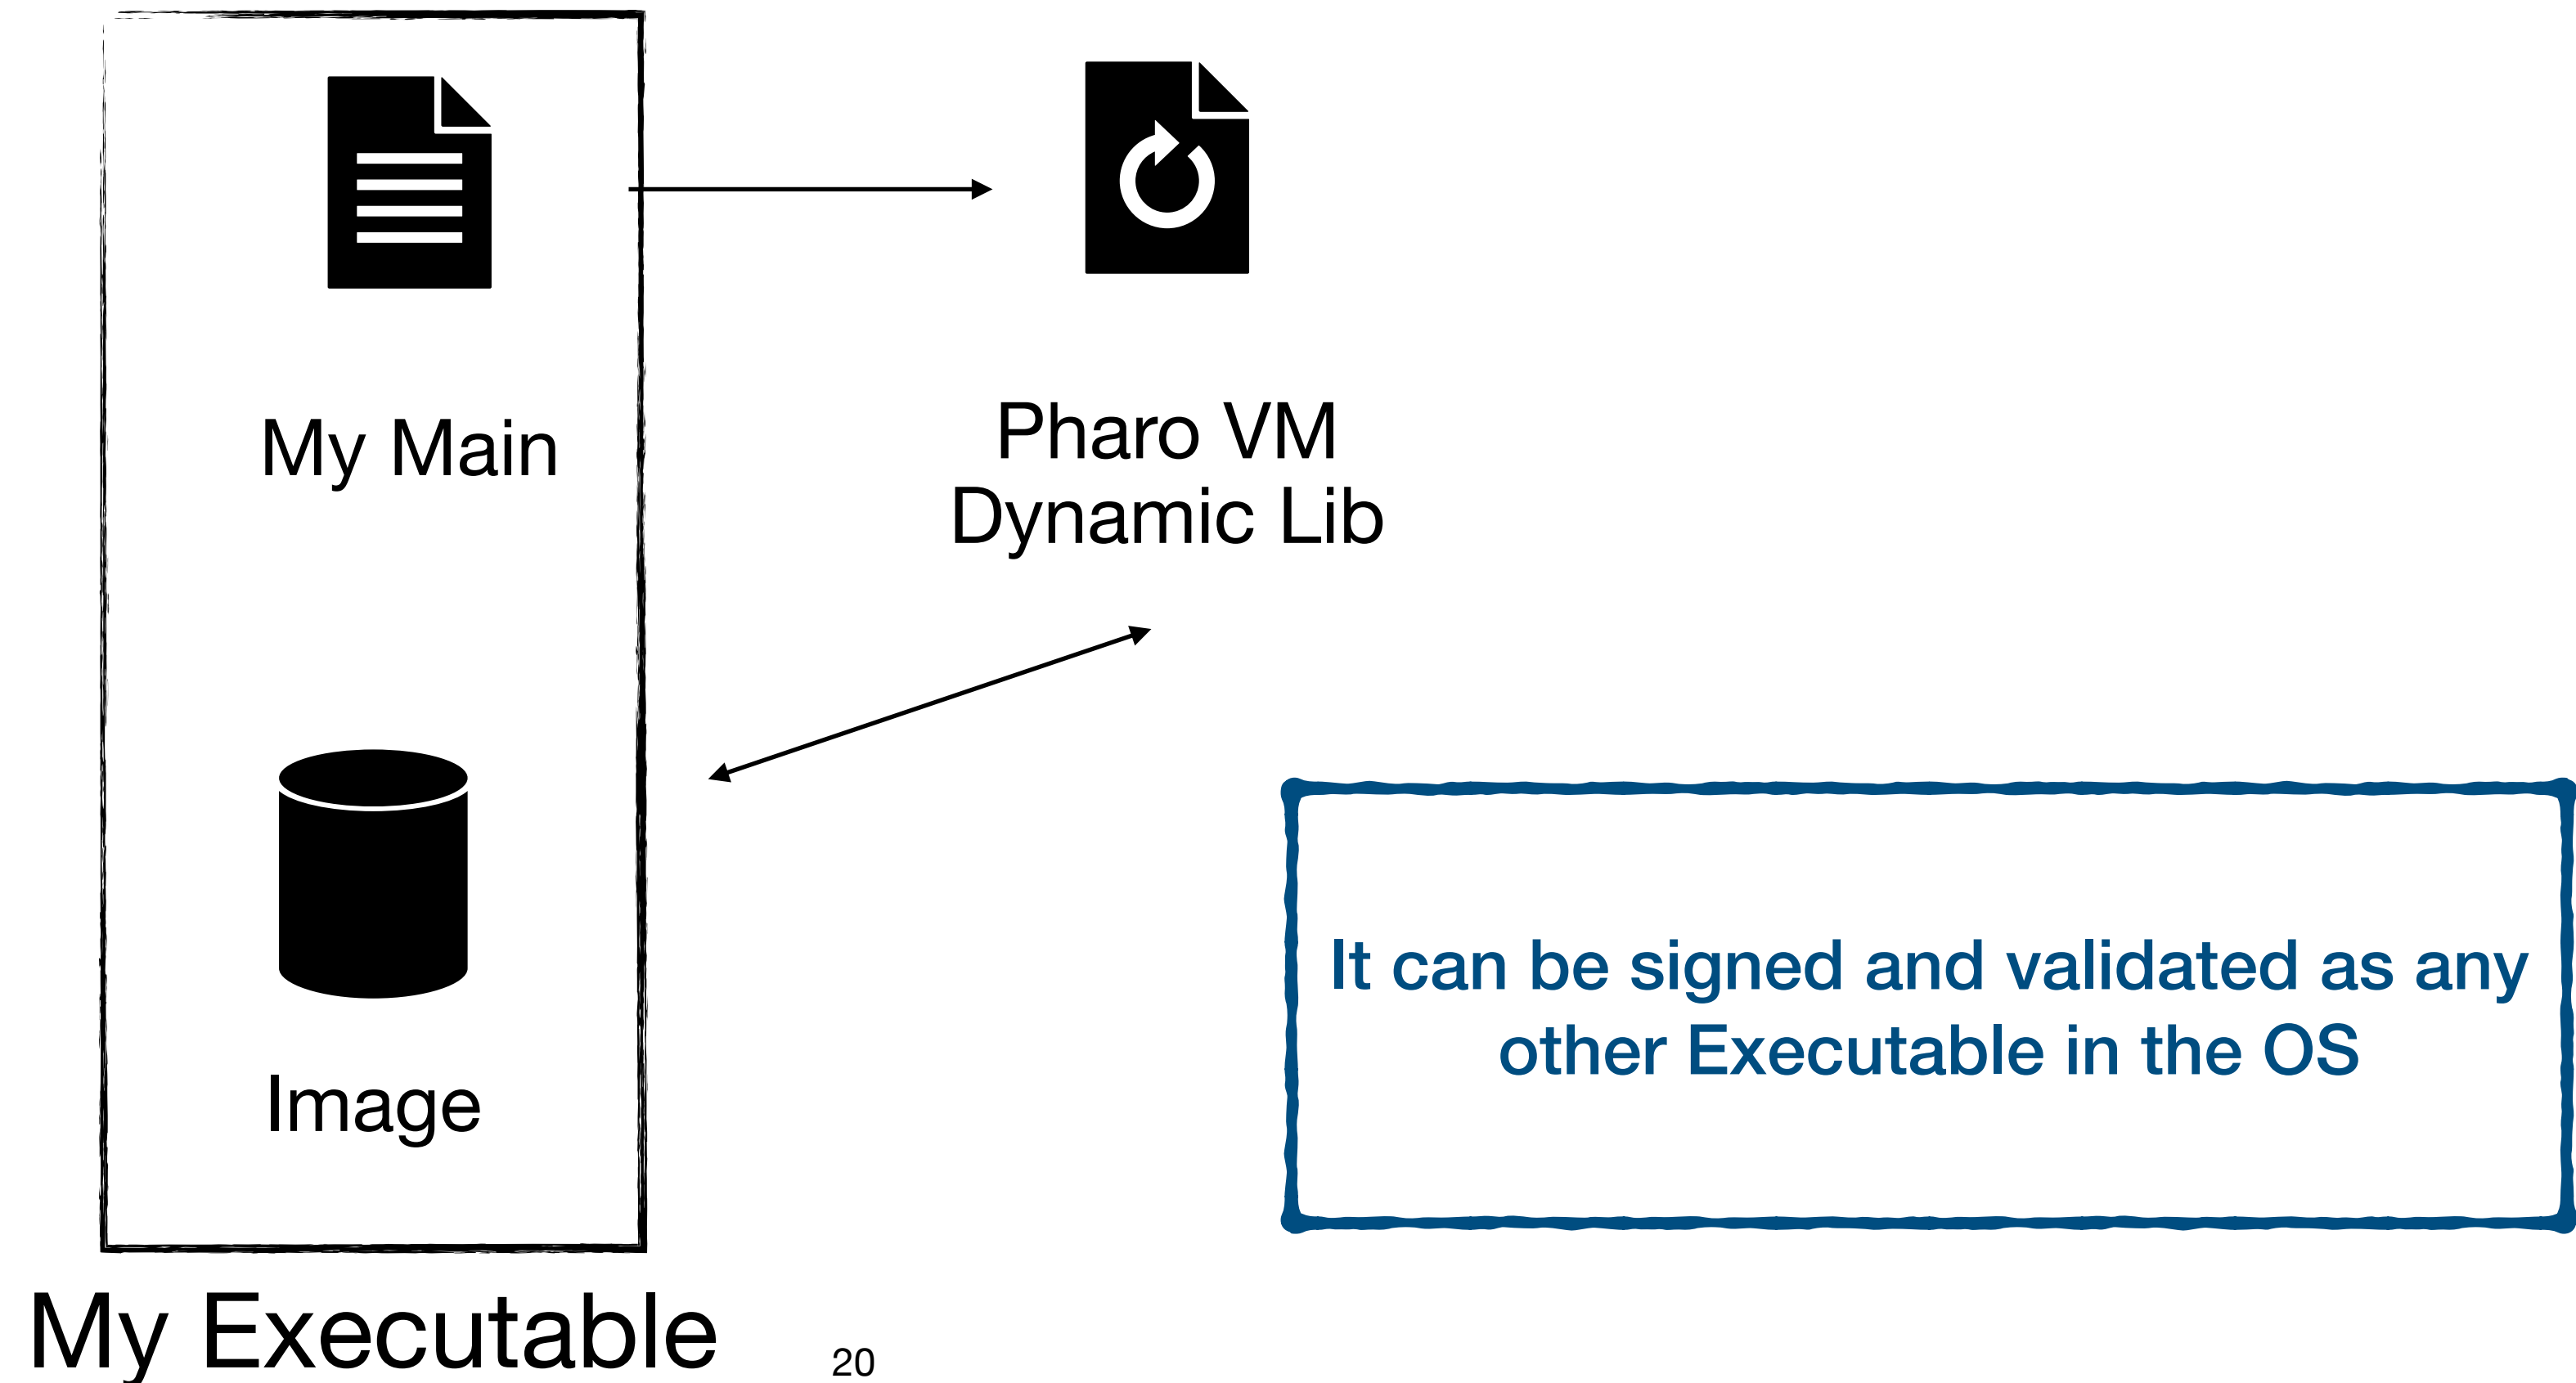 My Main
Pharo VM
Dynamic Lib
Image
It can be signed and validated as any
other Executable in the OS
My Executable
20